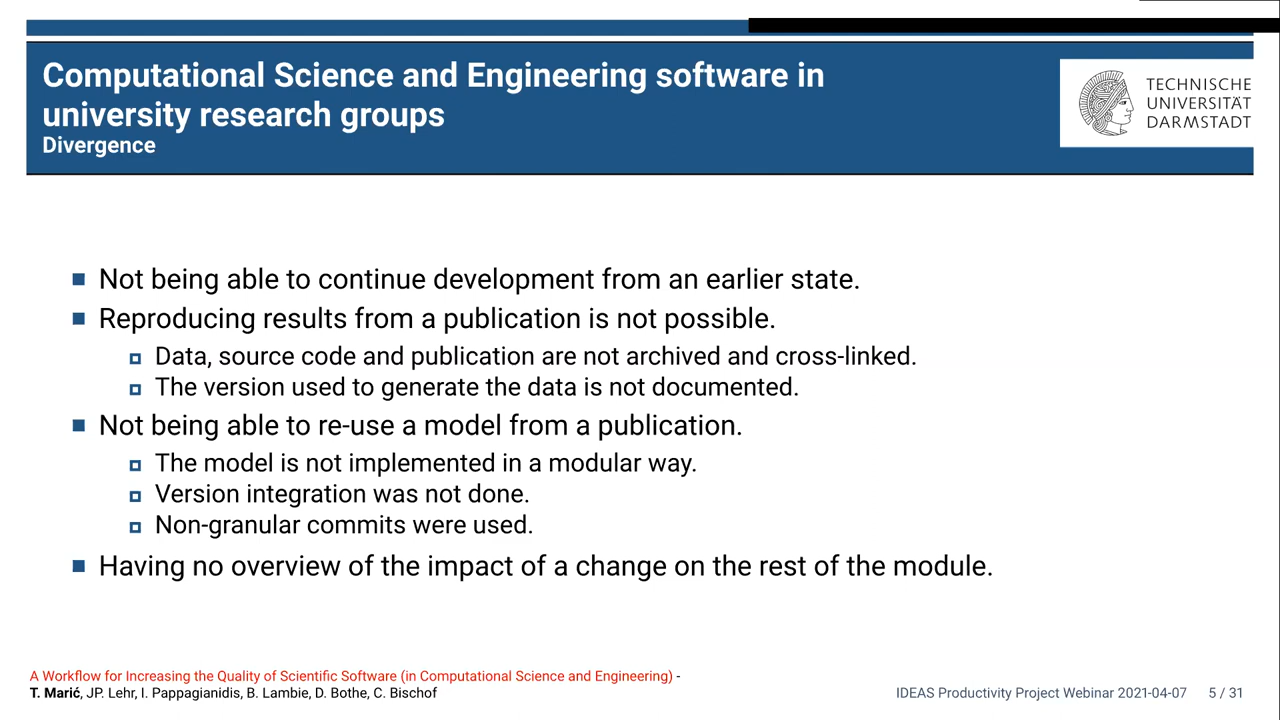 Computational Science and Engineering software in
university research groups
Divergence
TECHNISCHE
UNIVERSITÄT
DARMSTADT
Not being able to continue development from an earlier state.
Reproducing results from a publication is not possible.
Data, source code and publication are not archived and cross-linked.
The version used to generate the data is not documented.
Not being able to re-use a model from a publication.
The model is not implemented in a modular way.
Version integration was not done.
Non-granular commits were used.
Having no overview of the impact of a change on the rest of the module.
A Workflow for Increasing the Quality of Scientific Software (in Computational Science and Engineering) -
T. Marić, JP. Lehr, I. Pappagianidis, B. Lambie, D. Bothe, C. Bischof
IDEAS Productivity Project Webinar 2021-04-07 5 / 31